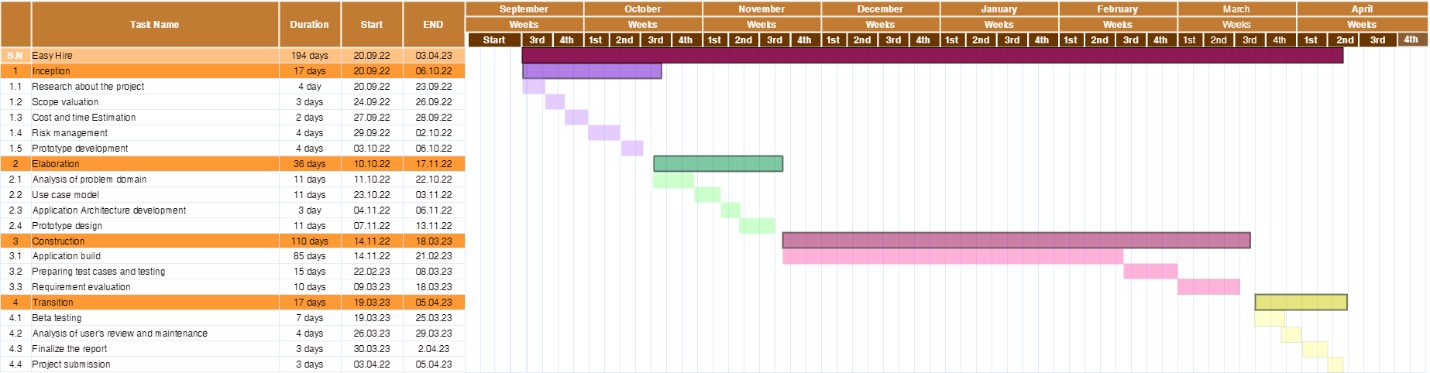 September October November December January February March April
Task Name Duration Start END Weeks Weeks Weeks Weeks Weeks Weeks Weeks Weeks
Start 3rd 4th 1st 2nd 3rd 4th 1st 2nd 3rd 4th 1st 2nd 3rd 4th 1st 2nd 3rd 4th 1st 2nd 3rd 4th 1st 2nd 3rd 4th 1st 2nd 3rd 4th
S.N Easy Hire 194 days 20.09.22 03.04.23
1 Inception 17 days 20.09.22 06.10.22
1.1 Research about the project 4 day 20.09.22 23.09.22
1.2 Scope valuation 3 days 24.09.22 26.09.22
1.3 Cost and time Estimation 2 days 27.09.22 28.09.22
1.4 Risk management 4 days 29.09.22 02.10.22
1.5 Prototype development 4 days 03.10.22 06.10.22
2 Elaboration 36 days 10.10.22 17.11.22
2.1 Analysis of problem domain 11 days 11.10.22 22.10.22
2.2 Use case model 11 days 23.10.22 03.11.22
2.3 Application Architecture development 3 day 04.11.22 06.11.22
2.4 Prototype design 11 days 07.11.22 13.11.22
3 Construction 110 days 14.11.22 18.03.23
3.1 Application build 85 days 14.11.22 21.02.23
3.2 Preparing test cases and testing 15 days 22.02.23 08.03.23
3.3 Requirement evaluation 10 days 09.03.23 18.03.23
4 Transition 17 days 19.03.23 05.04.23
4.1 Beta testing 7 days 19.03.23 25.03.23
4.2 Analysis of user's review and maintenance 4 days 26.03.23 29.03.23
4.3 Finalize the report 3 days 30.03.23 2.04.23
4.4 Project submission 3 days 03.04.22 05.04.23